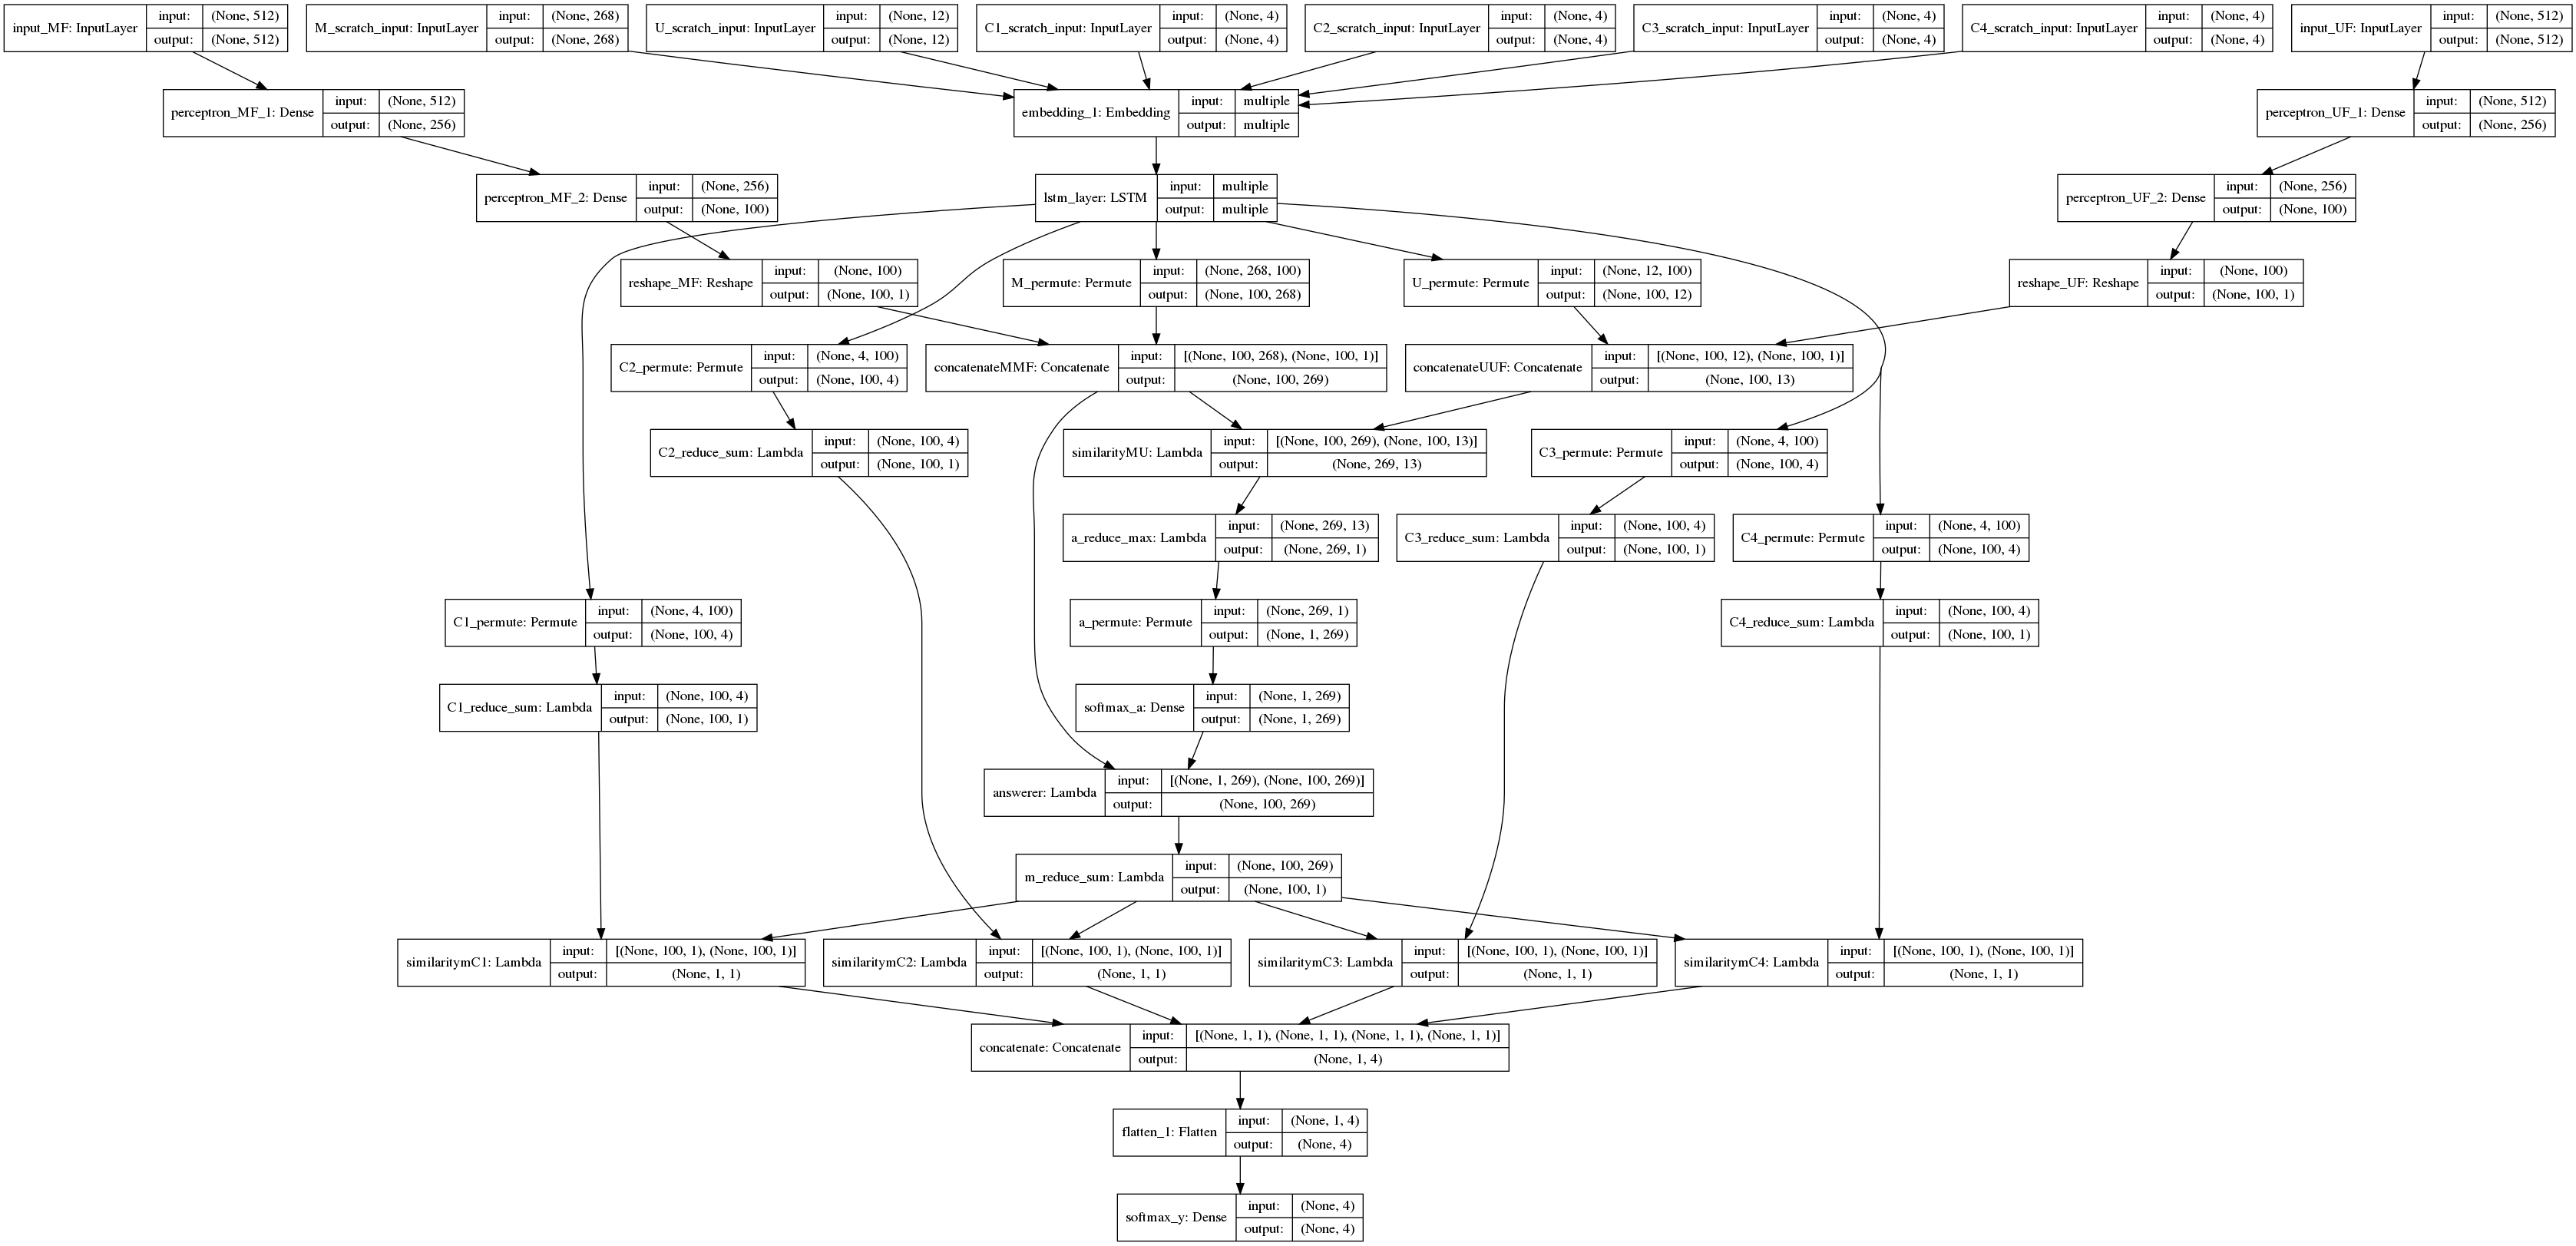 input_MF: InputLayer input: (None, 512) output: (None, 512)
M_scratch_input: InputLayer input: (None, 268) output: (None, 268)
U_scratch_input: InputLayer input: (None, 12) output: (None, 12)
C1_scratch_input: InputLayer input: (None, 4) output: (None, 4)
C2_scratch_input: InputLayer input: (None, 4) output: (None, 4)
C3_scratch_input: InputLayer input: (None, 4) output: (None, 4)
C4_scratch_input: InputLayer input: (None, 4) output: (None, 4)
input_UF: InputLayer input: (None, 512) output: (None, 512)
perceptron_MF_1: Dense input: (None, 512) output: (None, 256)
embedding_1: Embedding input: multiple output: multiple
perceptron_UF_1: Dense input: (None, 512) output: (None, 256)
perceptron_MF_2: Dense input: (None, 256) output: (None, 100)
lstm_layer: LSTM input: multiple output: multiple
perceptron_UF_2: Dense input: (None, 256) output: (None, 100)
reshape_MF: Reshape input: (None, 100) output: (None, 100, 1)
M_permute: Permute input: (None, 268, 100) output: (None, 100, 268)
U_permute: Permute input: (None, 12, 100) output: (None, 100, 12)
reshape_UF: Reshape input: (None, 100) output: (None, 100, 1)
C2_permute: Permute input: (None, 4, 100) output: (None, 100, 4)
concatenateMMF: Concatenate input: [(None, 100, 268), (None, 100, 1)] output: (None, 100, 269)
concatenateUUF: Concatenate input: [(None, 100, 12), (None, 100, 1)] output: (None, 100, 13)
C2_reduce_sum: Lambda input: (None, 100, 4) output: (None, 100, 1)
similarityMU: Lambda input: [(None, 100, 269), (None, 100, 13)] output: (None, 269, 13)
C3_permute: Permute input: (None, 4, 100) output: (None, 100, 4)
a_reduce_max: Lambda input: (None, 269, 13) output: (None, 269, 1)
C3_reduce_sum: Lambda input: (None, 100, 4) output: (None, 100, 1)
C4_permute: Permute input: (None, 4, 100) output: (None, 100, 4)
C1_permute: Permute input: (None, 4, 100) output: (None, 100, 4)
a_permute: Permute input: (None, 269, 1) output: (None, 1, 269)
C4_reduce_sum: Lambda input: (None, 100, 4) output: (None, 100, 1)
C1_reduce_sum: Lambda input: (None, 100, 4) output: (None, 100, 1)
softmax_a: Dense input: (None, 1, 269) output: (None, 1, 269)
answerer: Lambda input: [(None, 1, 269), (None, 100, 269)] output: (None, 100, 269)
m_reduce_sum: Lambda input: (None, 100, 269) output: (None, 100, 1)
similaritymC1: Lambda input: [(None, 100, 1), (None, 100, 1)] output: (None, 1, 1)
similaritymC2: Lambda input: [(None, 100, 1), (None, 100, 1)] output: (None, 1, 1)
similaritymC3: Lambda input: [(None, 100, 1), (None, 100, 1)] output: (None, 1, 1)
similaritymC4: Lambda input: [(None, 100, 1), (None, 100, 1)] output: (None, 1, 1)
concatenate: Concatenate input: [(None, 1, 1), (None, 1, 1), (None, 1, 1), (None, 1, 1)] output: (None, 1, 4)
flatten_1: Flatten input: (None, 1, 4) output: (None, 4)
softmax_y: Dense input: (None, 4) output: (None, 4)